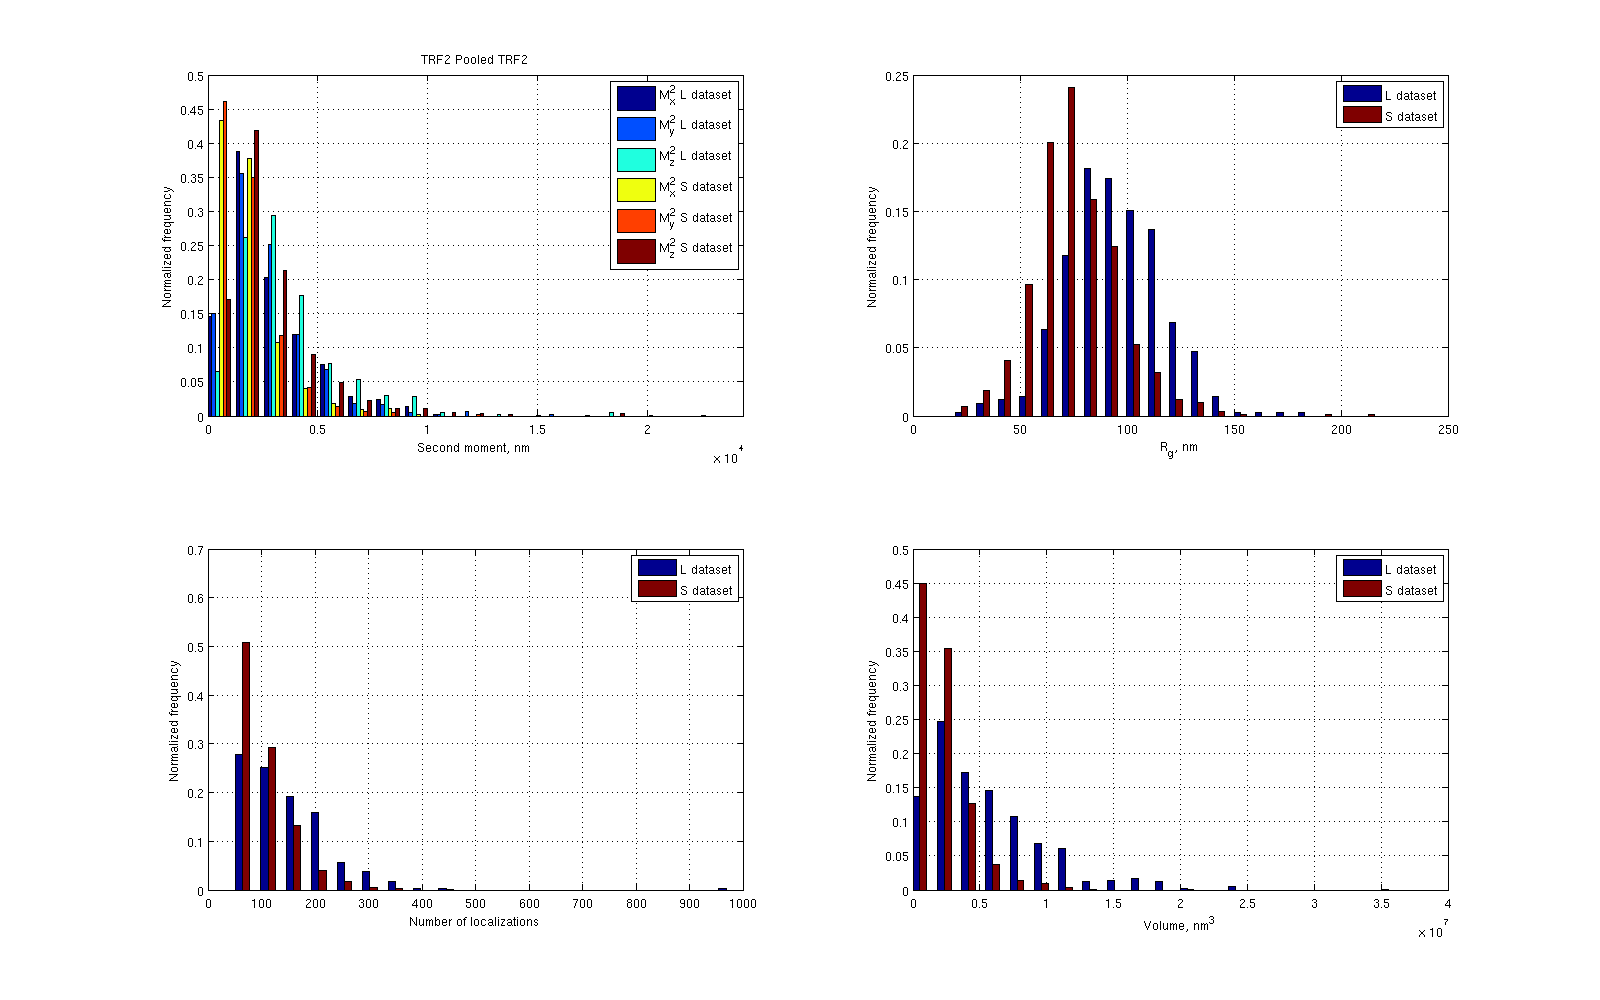 TRF2 Pooled TRF2
Normalized frequency
0.5
0.45
0.4
0.35
0.3
0.25
0.2
0.15
0.1
0.05
0
0 0.5 1 1.5 2
Second moment, nm
× 10⁴
M²x L dataset
M²y L dataset
M²z L dataset
M²x S dataset
M²y S dataset
M²z S dataset
Normalized frequency
0.25
0.2
0.15
0.1
0.05
0
0 50 100 150 200 250
Rg, nm
L dataset
S dataset
Normalized frequency
0.7
0.6
0.5
0.4
0.3
0.2
0.1
0
0 100 200 300 400 500 600 700 800 900 1000
Number of localizations
L dataset
S dataset
Normalized frequency
0.5
0.45
0.4
0.35
0.3
0.25
0.2
0.15
0.1
0.05
0
0 0.5 1 1.5 2 2.5 3 3.5 4
Volume, nm³
× 10⁷
L dataset
S dataset